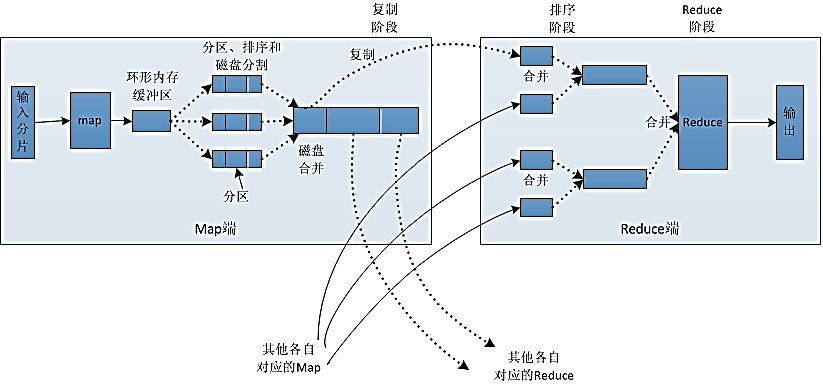 复制
阶段
排序
阶段
Reduce
阶段
分区、排序和
磁盘分割
复制
环形内存
缓冲区
输
入
分
片
map
磁盘
合并
分区
Map端
合并
合并
合并
Reduce
输
出
Reduce端
其他各自
对应的Map
其他各自
对应的Reduce